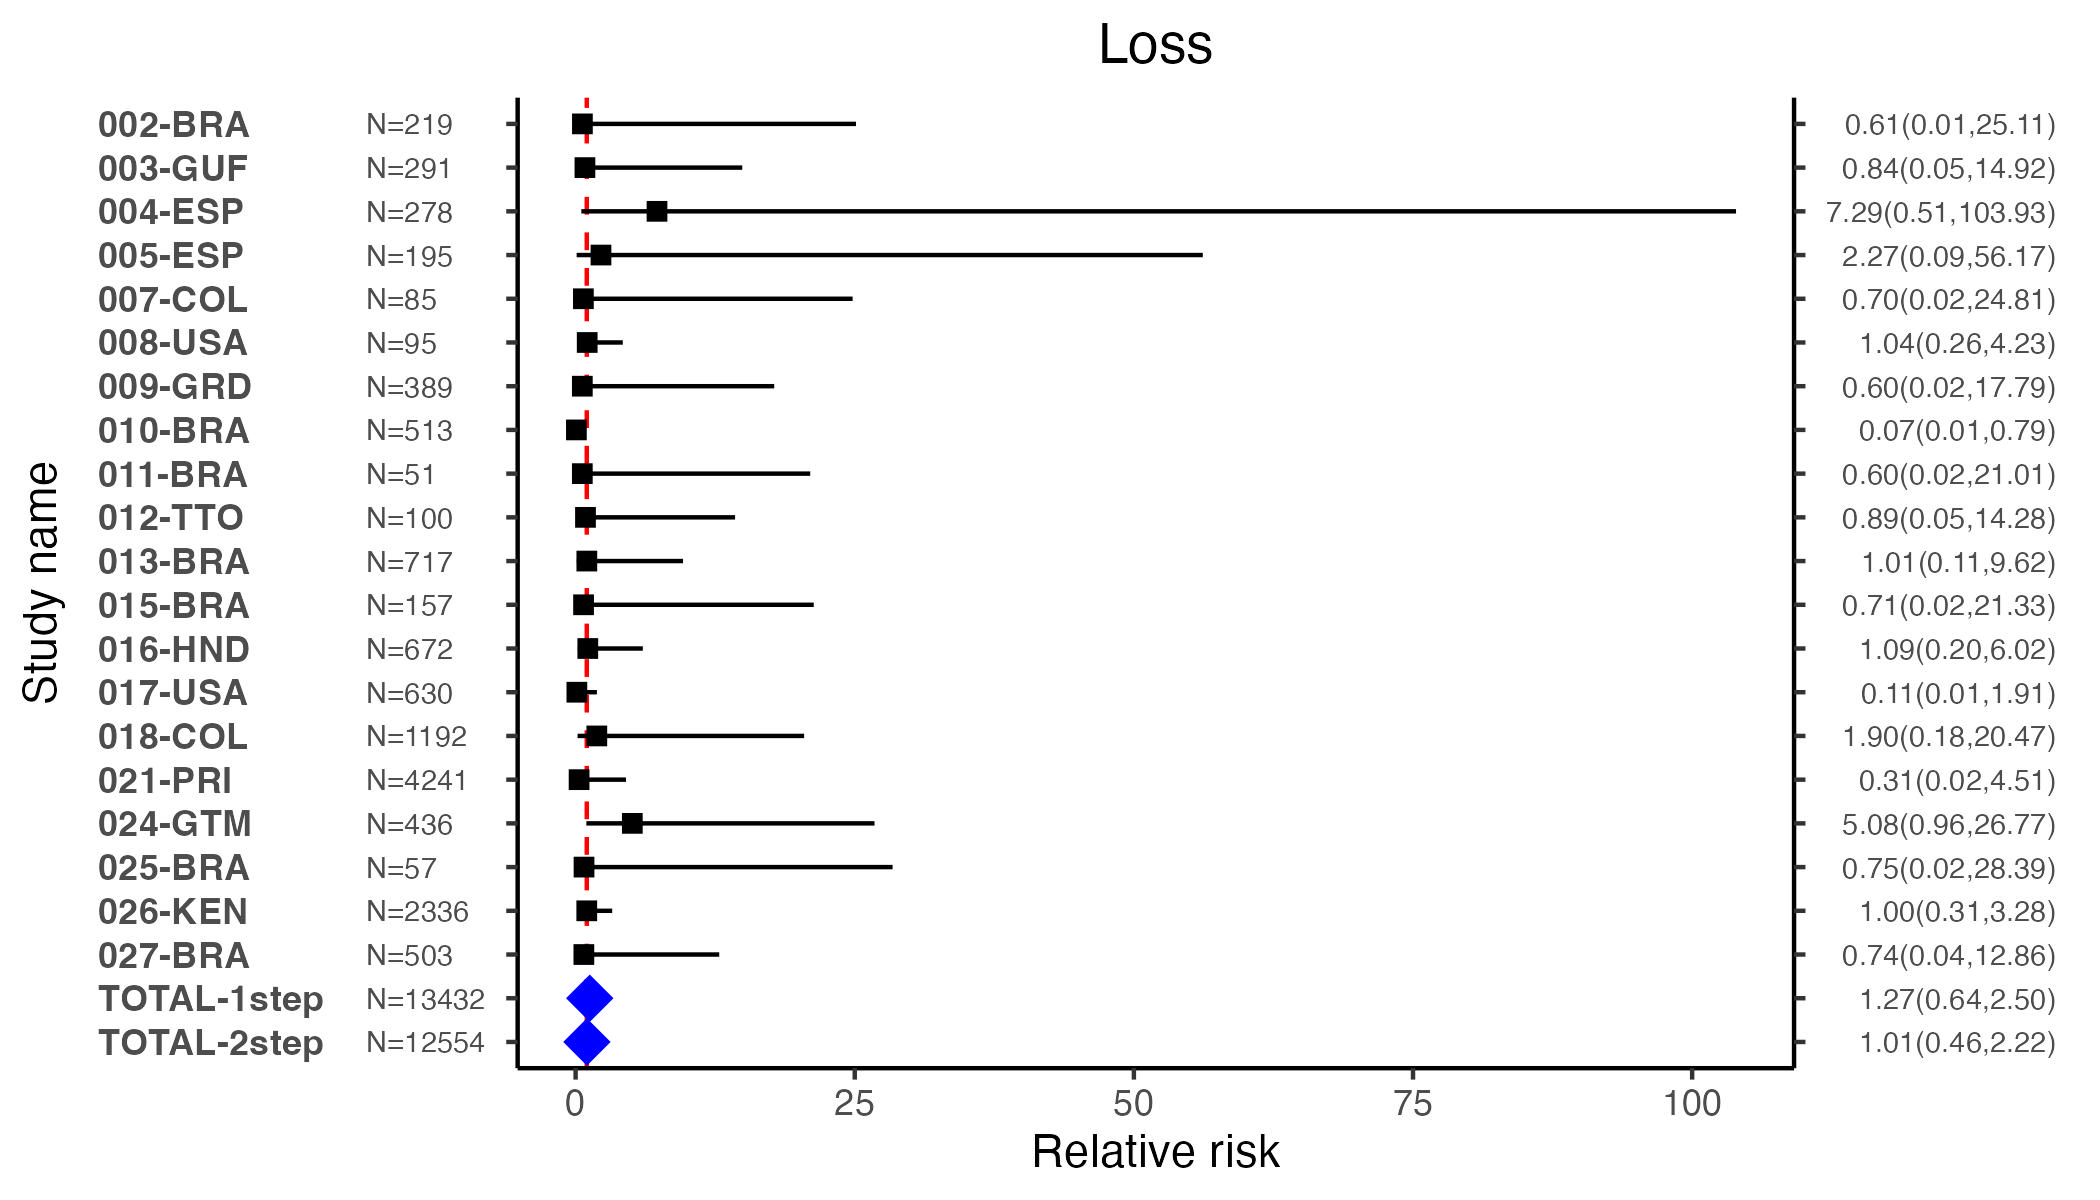 Loss
Study name
002-BRA N=219 0.61(0.01,25.11)
003-GUF N=291 0.84(0.05,14.92)
004-ESP N=278 7.29(0.51,103.93)
005-ESP N=195 2.27(0.09,56.17)
007-COL N=85 0.70(0.02,24.81)
008-USA N=95 1.04(0.26,4.23)
009-GRD N=389 0.60(0.02,17.79)
010-BRA N=513 0.07(0.01,0.79)
011-BRA N=51 0.60(0.02,21.01)
012-TTO N=100 0.89(0.05,14.28)
013-BRA N=717 1.01(0.11,9.62)
015-BRA N=157 0.71(0.02,21.33)
016-HND N=672 1.09(0.20,6.02)
017-USA N=630 0.11(0.01,1.91)
018-COL N=1192 1.90(0.18,20.47)
021-PRI N=4241 0.31(0.02,4.51)
024-GTM N=436 5.08(0.96,26.77)
025-BRA N=57 0.75(0.02,28.39)
026-KEN N=2336 1.00(0.31,3.28)
027-BRA N=503 0.74(0.04,12.86)
TOTAL-1step N=13432 1.27(0.64,2.50)
TOTAL-2step N=12554 1.01(0.46,2.22)
0 25 50 75 100
Relative risk